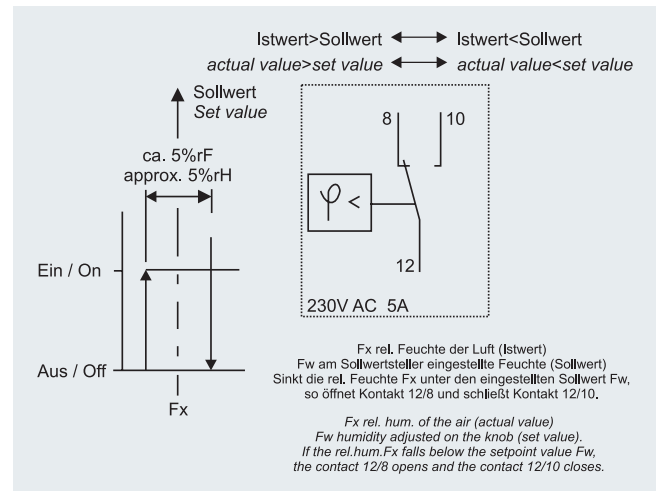 Istwert>Sollwert Istwert<Sollwert
actual value>set value actual value<set value
Sollwert
Set value
ca. 5%rF
approx. 5%rH
Ein / On
Aus / Off
Fx
8 10
φ <
12
230V AC 5A
Fx rel. Feuchte der Luft (Istwert)
Fw am Sollwertsteller eingestellte Feuchte (Sollwert)
Sinkt die rel. Feuchte Fx unter den eingestellten Sollwert Fw,
so öffnet Kontakt 12/8 und schließt Kontakt 12/10.
Fx rel. hum. of the air (actual value)
Fw humidity adjusted on the knob (set value).
If the rel.hum.Fx falls below the setpoint value Fw,
the contact 12/8 opens and the contact 12/10 closes.